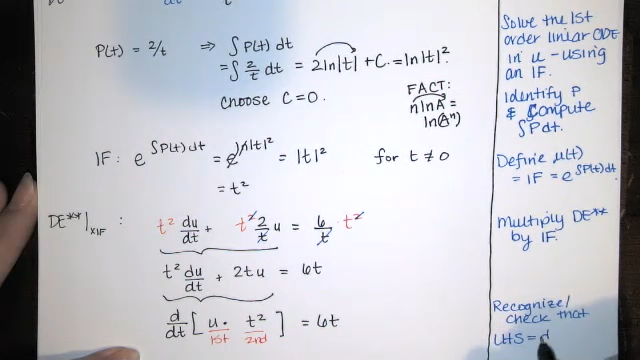 P(t) = 2/t ⇒ ∫ P(t) dt
= ∫ 2/t dt = 2 ln|t| + C = ln|t|²
choose C = 0.
FACT:
n ln A =
ln(Aⁿ)
IF: e^∫P(t)dt = e^ln|t|² = |t|² for t ≠ 0
= t²
DE**|×IF : t² du/dt + t² 2/t u = 6/t · t²
t² du/dt + 2tu = 6t
d/dt [ u · t² ] = 6t
1st 2nd
Solve the 1st
order linear ODE
in u - using
an IF.
Identify P
& Compute
∫Pdt.
Define μ(t)
= IF = e^∫P(t)dt.
Multiply DE**
by IF.
Recognize/
check that
LHS = d